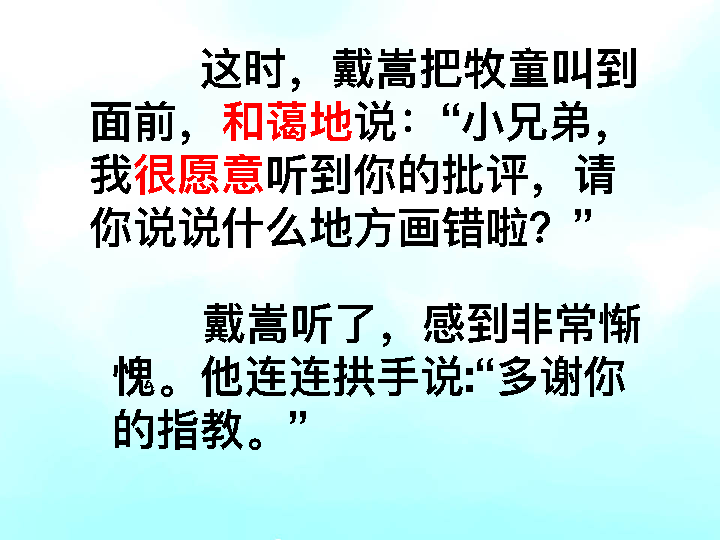 这时，戴嵩把牧童叫到
面前，和蔼地说：“小兄弟，
我很愿意听到你的批评，请
你说说什么地方画错啦？”
戴嵩听了，感到非常惭
愧。他连连拱手说:“多谢你
的指教。”